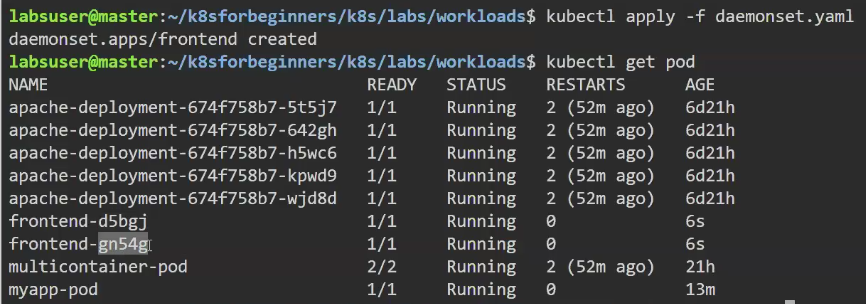 labsuser@master:~/k8sforbeginners/k8s/labs/workloads$ kubectl apply -f daemonset.yaml
daemonset.apps/frontend created
labsuser@master:~/k8sforbeginners/k8s/labs/workloads$ kubectl get pod
NAME READY STATUS RESTARTS AGE
apache-deployment-674f758b7-5t5j7 1/1 Running 2 (52m ago) 6d21h
apache-deployment-674f758b7-642gh 1/1 Running 2 (52m ago) 6d21h
apache-deployment-674f758b7-h5wc6 1/1 Running 2 (52m ago) 6d21h
apache-deployment-674f758b7-kpwd9 1/1 Running 2 (52m ago) 6d21h
apache-deployment-674f758b7-wjd8d 1/1 Running 2 (52m ago) 6d21h
frontend-d5bgj 1/1 Running 0 6s
frontend-gn54g 1/1 Running 0 6s
multicontainer-pod 2/2 Running 2 (52m ago) 21h
myapp-pod 1/1 Running 0 13m